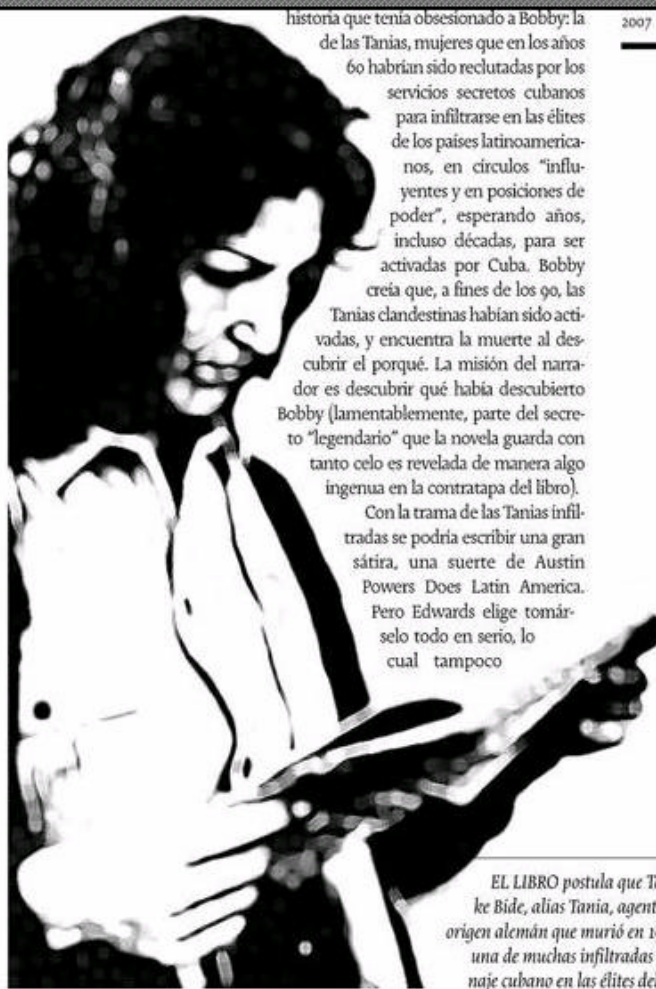 historia que tenía obsesionado a Bobby: la
de las Tanias, mujeres que en los años
60 habrían sido reclutadas por los
servicios secretos cubanos
para infiltrarse en las élites
de los países latinoamerica-
nos, en círculos "influ-
yentes y en posiciones de
poder", esperando años,
incluso décadas, para ser
activadas por Cuba. Bobby
creía que, a fines de los 90, las
Tanias clandestinas habían sido acti-
vadas, y encuentra la muerte al des-
cubrir el porqué. La misión del narra-
dor es descubrir qué había descubierto
Bobby (lamentablemente, parte del secre-
to "legendario" que la novela guarda con
tanto celo es revelada de manera algo
ingenua en la contratapa del libro).
Con la trama de las Tanias infil-
tradas se podría escribir una gran
sátira, una suerte de Austin
Powers Does Latin America.
Pero Edwards elige tomár-
selo todo en serio, lo
cual tampoco
2007
EL LIBRO postula que
ke Bide, alias Tania, agent
origen alemán que murió en
una de muchas infiltradas
naje cubano en las élites del